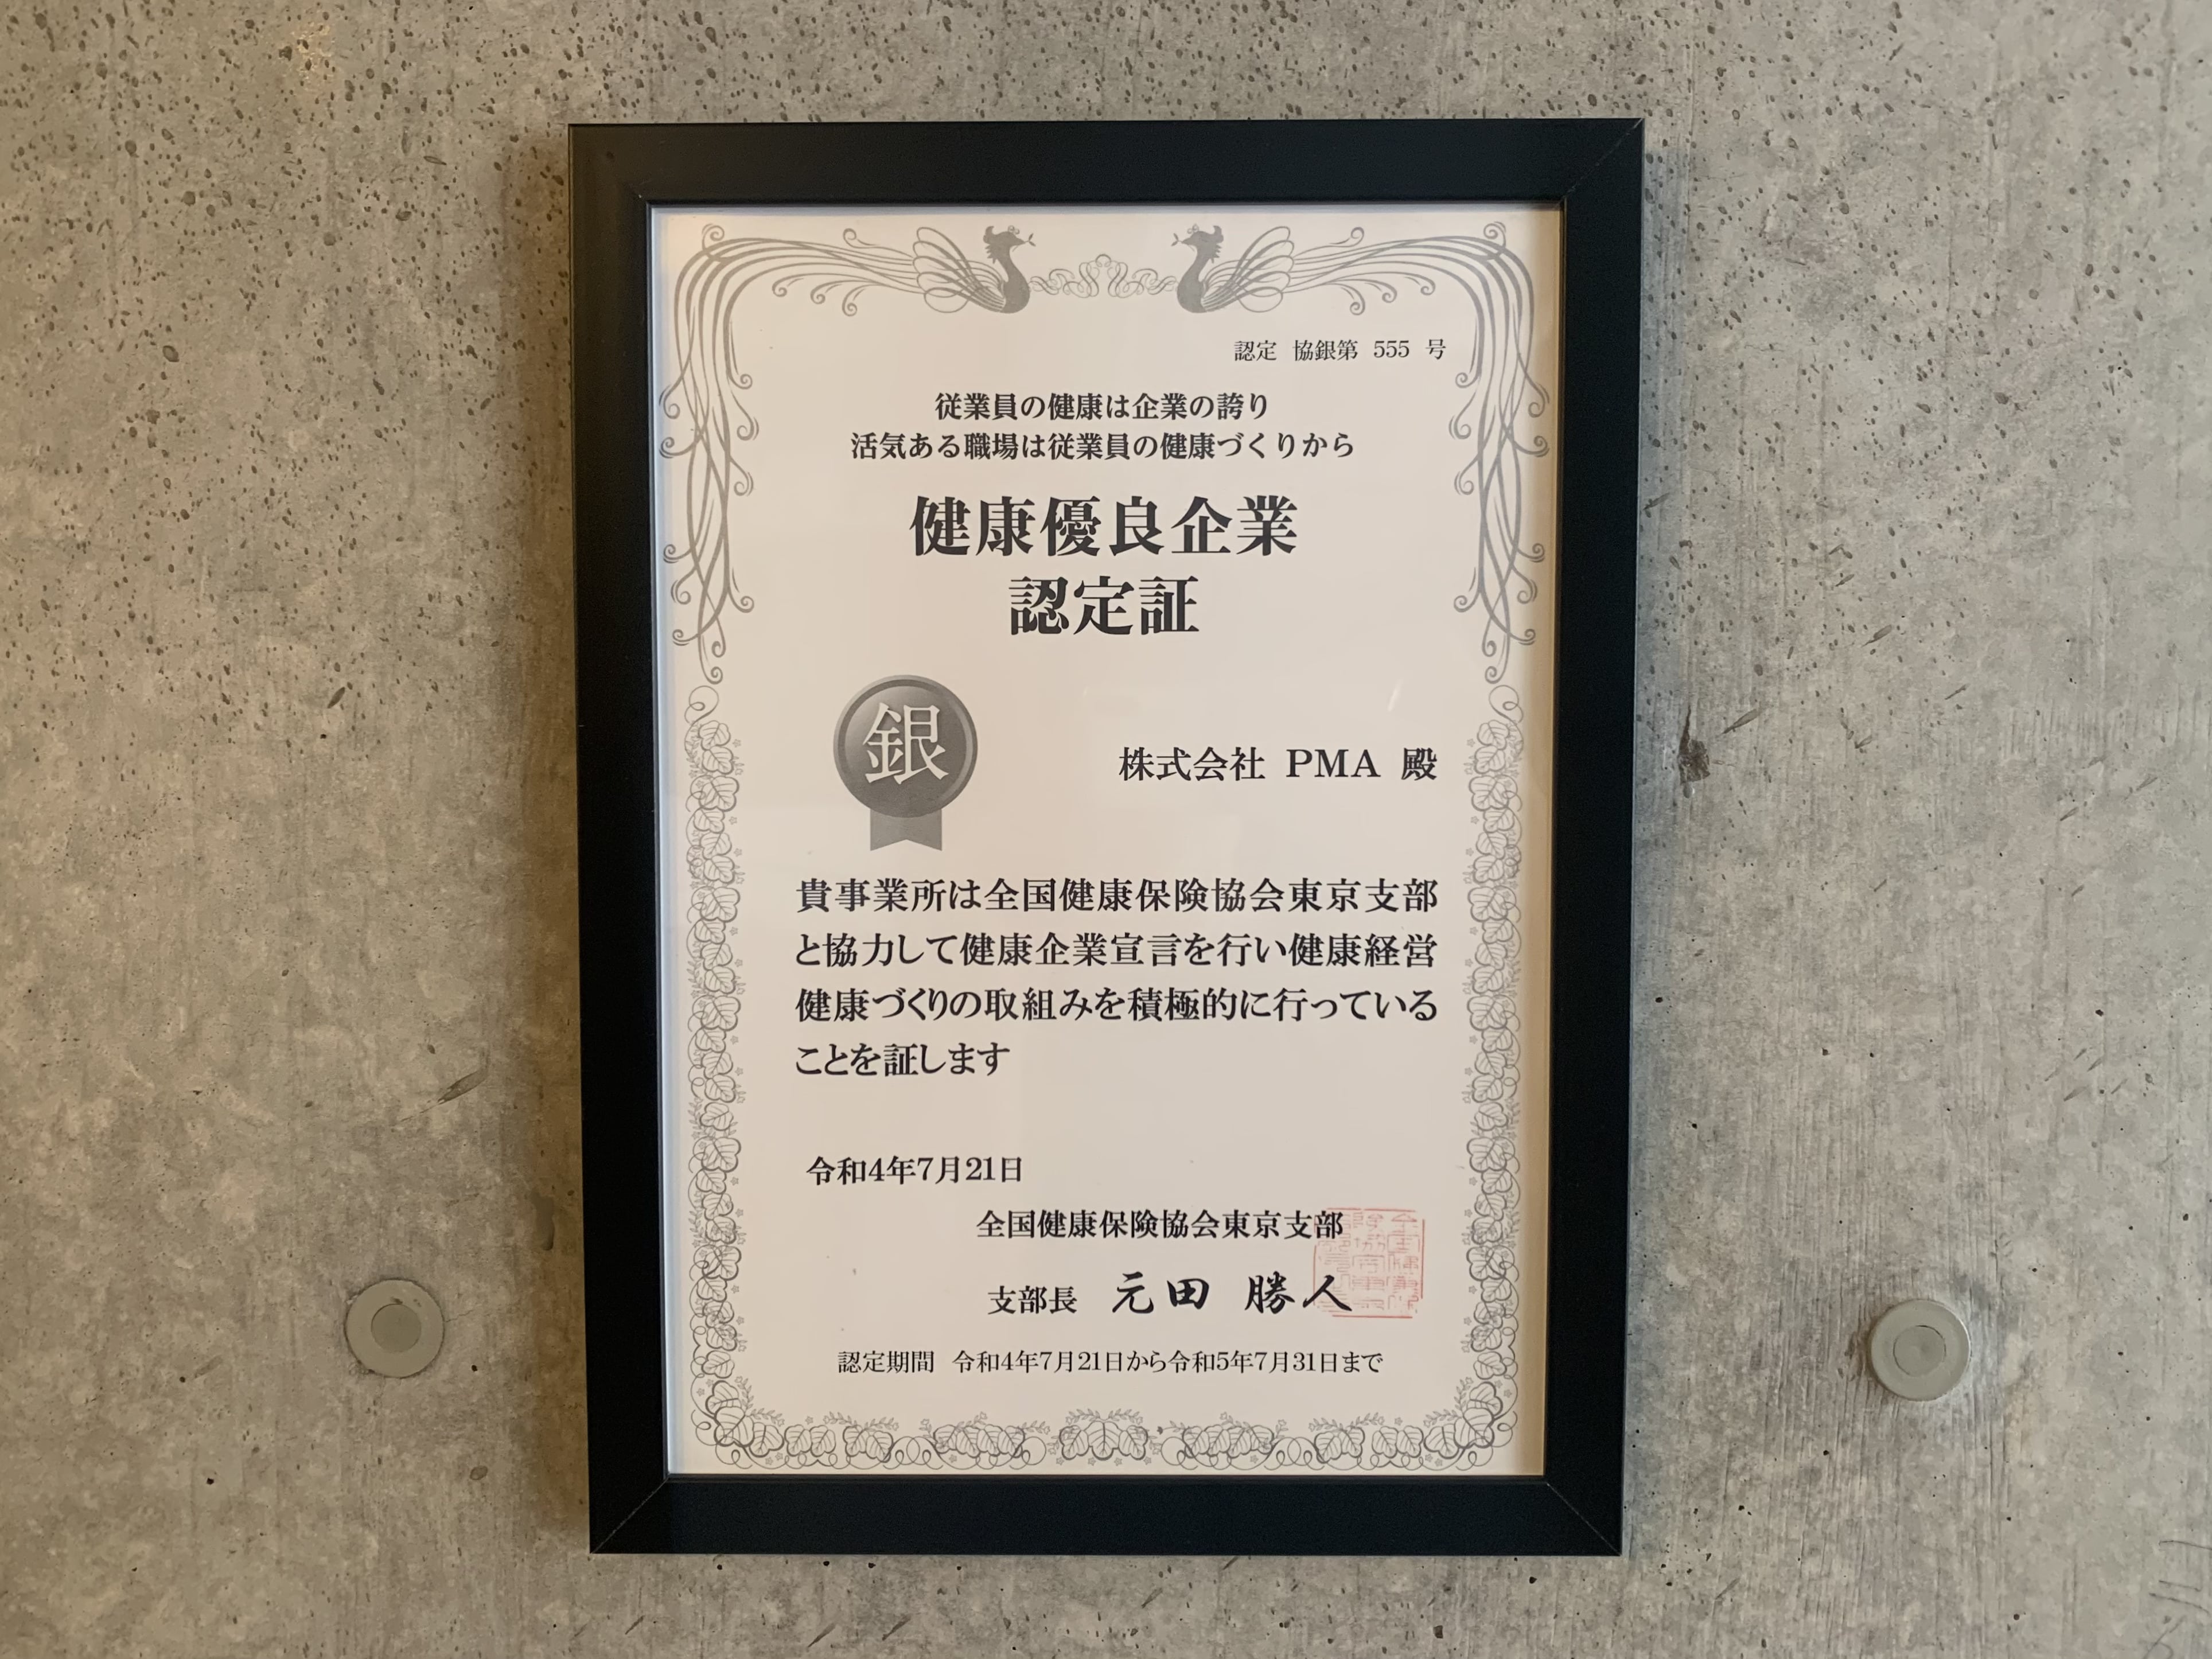 認定 協銀第 555 号
従業員の健康は企業の誇り
活気ある職場は従業員の健康づくりから
健康優良企業
認定証
銀
株式会社 PMA 殿
貴事業所は全国健康保険協会東京支部
と協力して健康企業宣言を行い健康経営
健康づくりの取組みを積極的に行っている
ことを証します
令和4年7月21日
全国健康保険協会東京支部
支部長 元田 勝人
認定期間 令和4年7月21日から令和5年7月31日まで